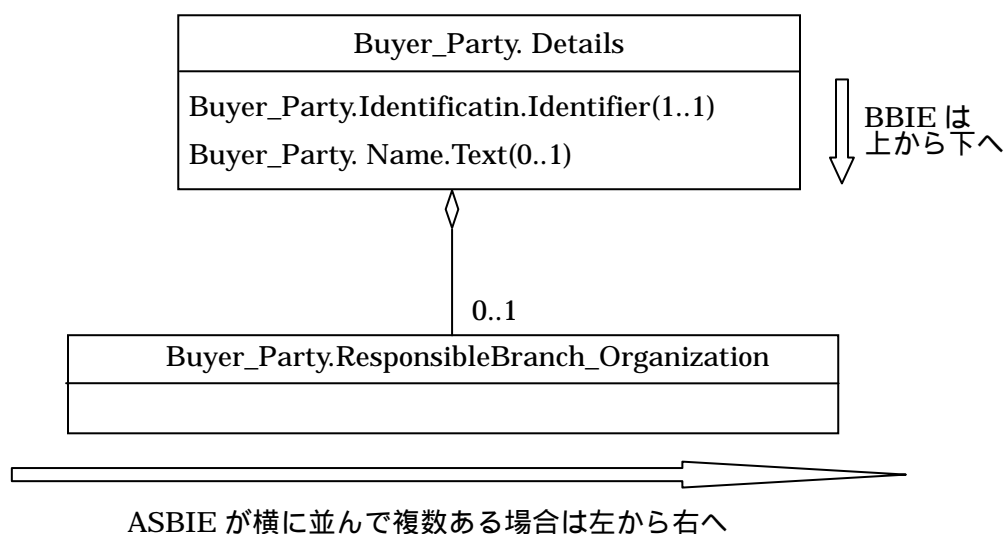 Buyer_Party. Details
Buyer_Party.Identificatin.Identifier(1..1)
Buyer_Party. Name.Text(0..1)
BBIE は
上から下へ
0..1
Buyer_Party.ResponsibleBranch_Organization
ASBIE が横に並んで複数ある場合は左から右へ